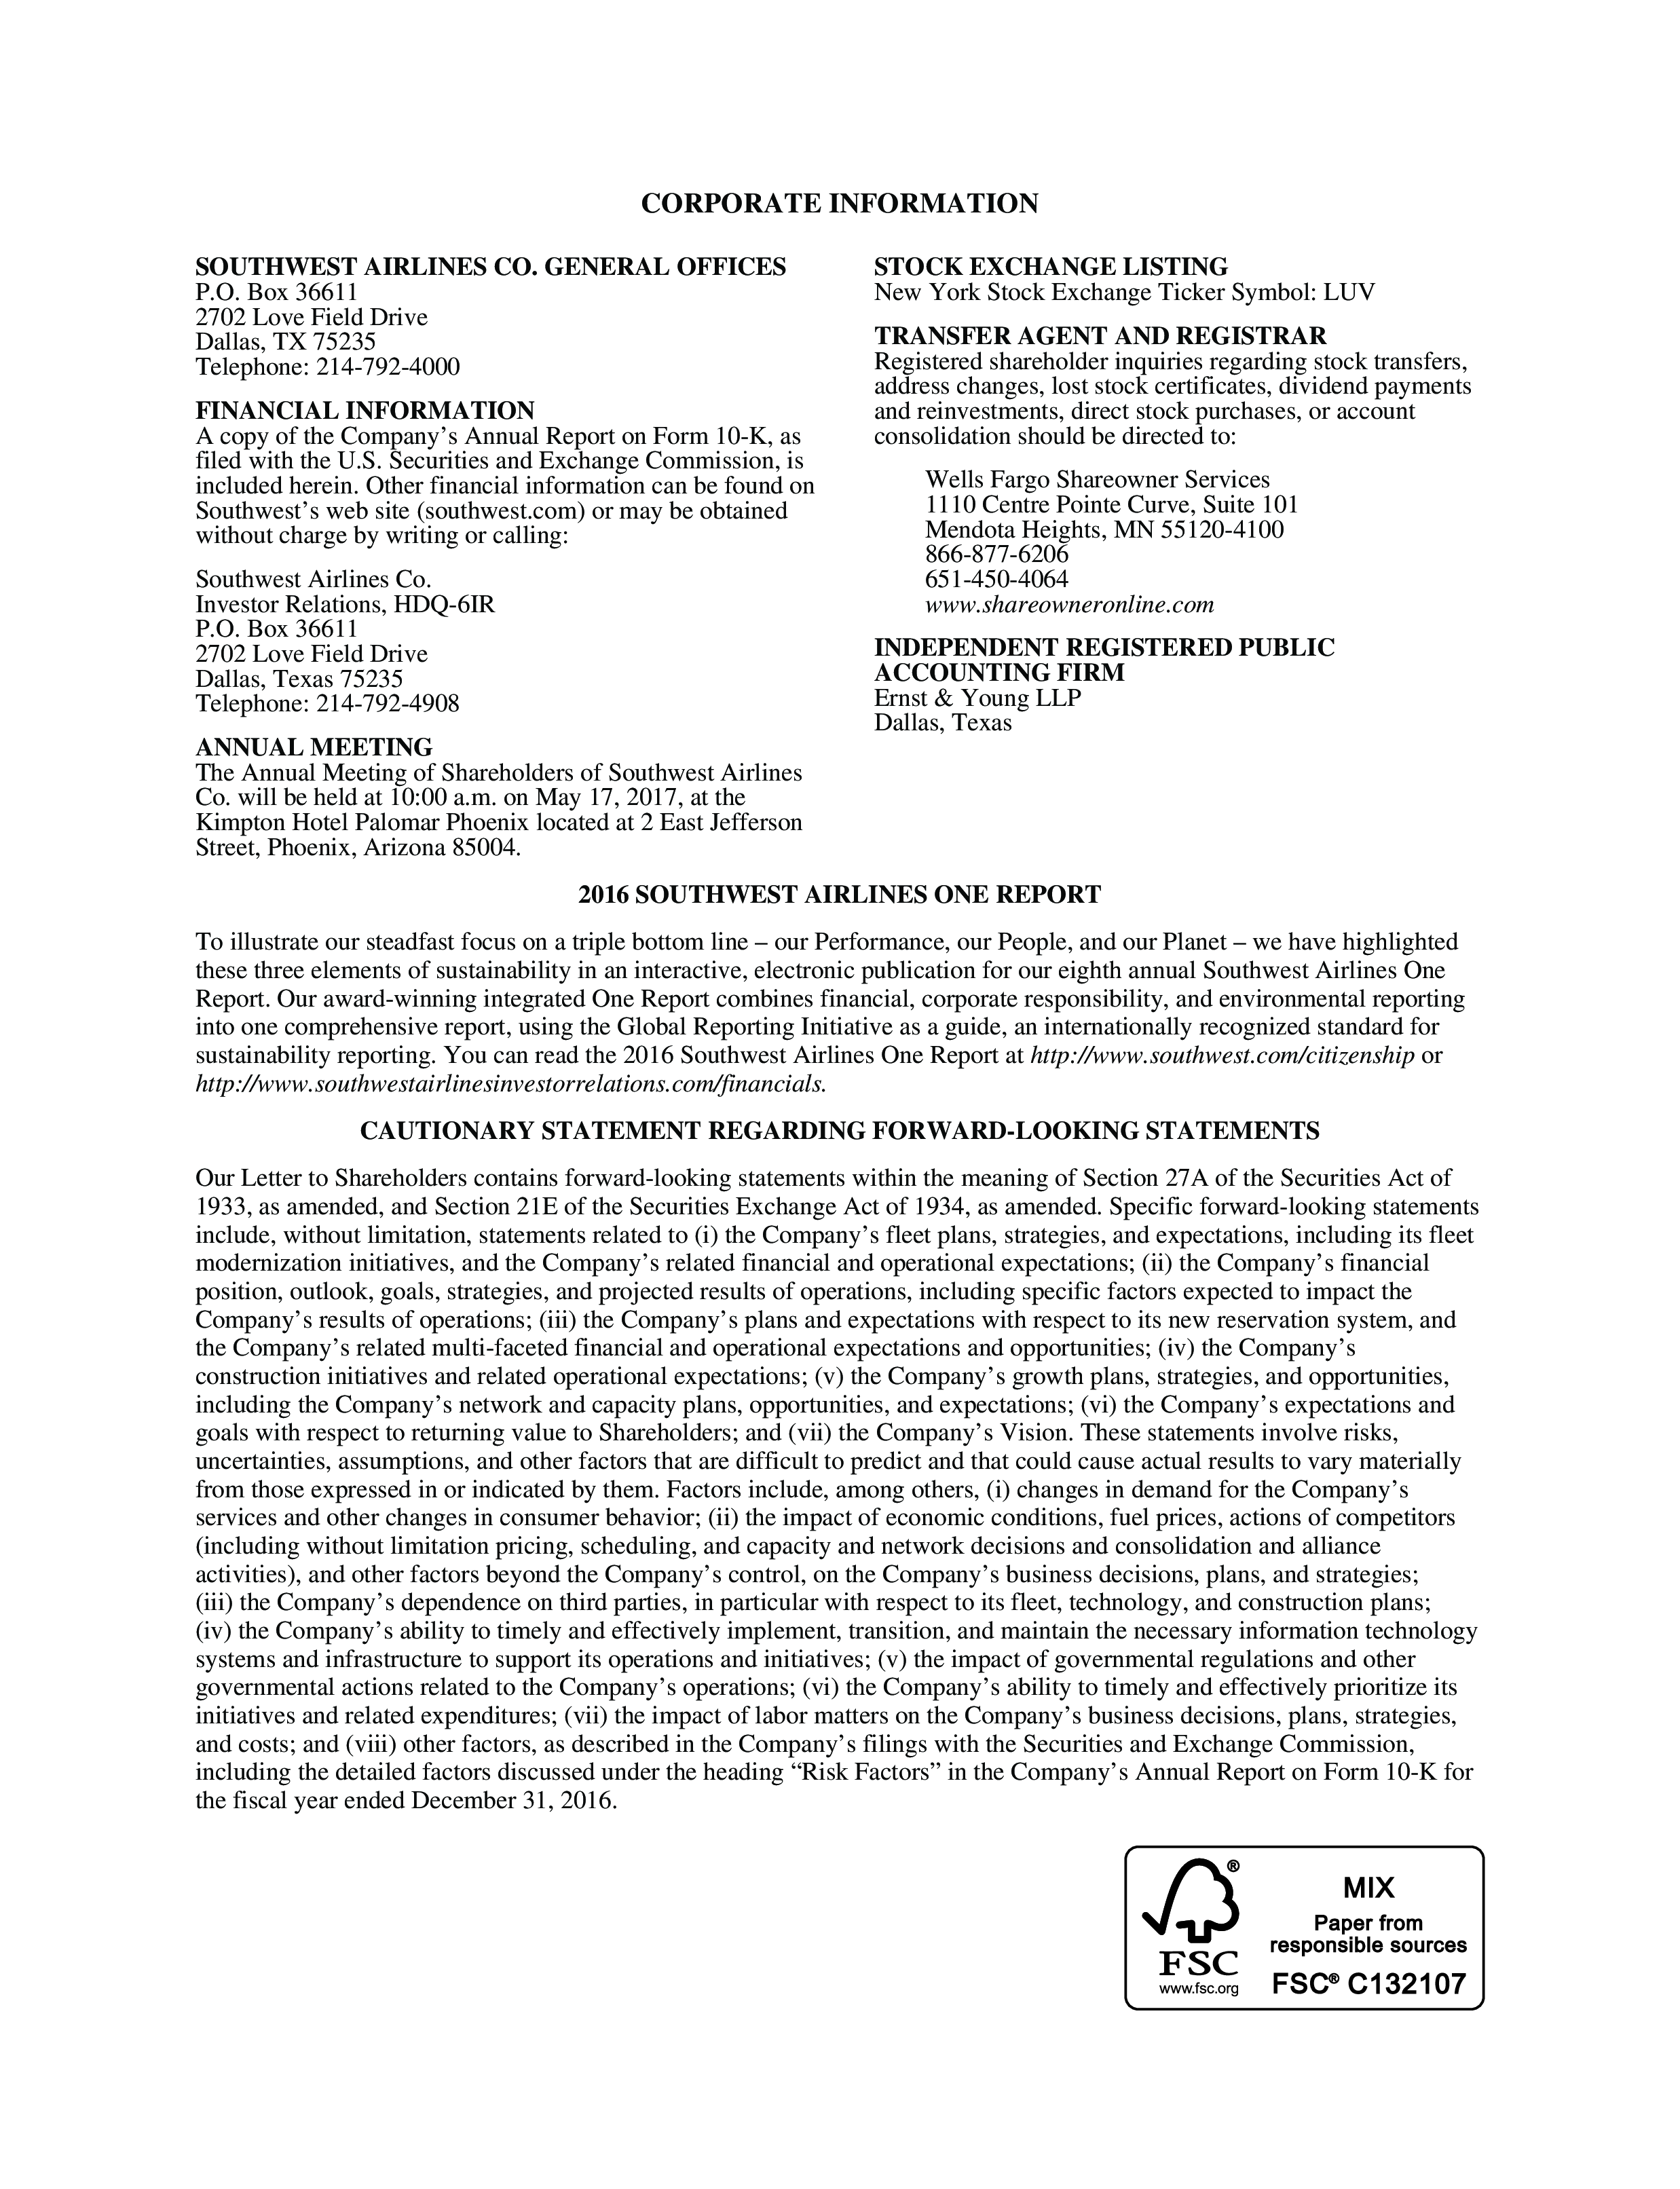 CORPORATE INFORMATION
SOUTHWEST AIRLINES CO. GENERAL OFFICES
P.O. Box 36611
2702 Love Field Drive
Dallas, TX 75235
Telephone: 214-792-4000
FINANCIAL INFORMATION
A copy of the Company’s Annual Report on Form 10-K, as
filed with the U.S. Securities and Exchange Commission, is
included herein. Other financial information can be found on
Southwest’s web site (southwest.com) or may be obtained
without charge by writing or calling:
Southwest Airlines Co.
Investor Relations, HDQ-6IR
P.O. Box 36611
2702 Love Field Drive
Dallas, Texas 75235
Telephone: 214-792-4908
ANNUAL MEETING
The Annual Meeting of Shareholders of Southwest Airlines
Co. will be held at 10:00 a.m. on May 17, 2017, at the
Kimpton Hotel Palomar Phoenix located at 2 East Jefferson
Street, Phoenix, Arizona 85004.
STOCK EXCHANGE LISTING
New York Stock Exchange Ticker Symbol: LUV
TRANSFER AGENT AND REGISTRAR
Registered shareholder inquiries regarding stock transfers,
address changes, lost stock certificates, dividend payments
and reinvestments, direct stock purchases, or account
consolidation should be directed to:
Wells Fargo Shareowner Services
1110 Centre Pointe Curve, Suite 101
Mendota Heights, MN 55120-4100
866-877-6206
651-450-4064
www.shareowneronline.com
INDEPENDENT REGISTERED PUBLIC
ACCOUNTING FIRM
Ernst & Young LLP
Dallas, Texas
2016 SOUTHWEST AIRLINES ONE REPORT
To illustrate our steadfast focus on a triple bottom line – our Performance, our People, and our Planet – we have highlighted
these three elements of sustainability in an interactive, electronic publication for our eighth annual Southwest Airlines One
Report. Our award-winning integrated One Report combines financial, corporate responsibility, and environmental reporting
into one comprehensive report, using the Global Reporting Initiative as a guide, an internationally recognized standard for
sustainability reporting. You can read the 2016 Southwest Airlines One Report at http://www.southwest.com/citizenship or
http://www.southwestairlinesinvestorrelations.com/financials.
CAUTIONARY STATEMENT REGARDING FORWARD-LOOKING STATEMENTS
Our Letter to Shareholders contains forward-looking statements within the meaning of Section 27A of the Securities Act of
1933, as amended, and Section 21E of the Securities Exchange Act of 1934, as amended. Specific forward-looking statements
include, without limitation, statements related to (i) the Company’s fleet plans, strategies, and expectations, including its fleet
modernization initiatives, and the Company’s related financial and operational expectations; (ii) the Company’s financial
position, outlook, goals, strategies, and projected results of operations, including specific factors expected to impact the
Company’s results of operations; (iii) the Company’s plans and expectations with respect to its new reservation system, and
the Company’s related multi-faceted financial and operational expectations and opportunities; (iv) the Company’s
construction initiatives and related operational expectations; (v) the Company’s growth plans, strategies, and opportunities,
including the Company’s network and capacity plans, opportunities, and expectations; (vi) the Company’s expectations and
goals with respect to returning value to Shareholders; and (vii) the Company’s Vision. These statements involve risks,
uncertainties, assumptions, and other factors that are difficult to predict and that could cause actual results to vary materially
from those expressed in or indicated by them. Factors include, among others, (i) changes in demand for the Company’s
services and other changes in consumer behavior; (ii) the impact of economic conditions, fuel prices, actions of competitors
(including without limitation pricing, scheduling, and capacity and network decisions and consolidation and alliance
activities), and other factors beyond the Company’s control, on the Company’s business decisions, plans, and strategies;
(iii) the Company’s dependence on third parties, in particular with respect to its fleet, technology, and construction plans;
(iv) the Company’s ability to timely and effectively implement, transition, and maintain the necessary information technology
systems and infrastructure to support its operations and initiatives; (v) the impact of governmental regulations and other
governmental actions related to the Company’s operations; (vi) the Company’s ability to timely and effectively prioritize its
initiatives and related expenditures; (vii) the impact of labor matters on the Company’s business decisions, plans, strategies,
and costs; and (viii) other factors, as described in the Company’s filings with the Securities and Exchange Commission,
including the detailed factors discussed under the heading “Risk Factors” in the Company’s Annual Report on Form 10-K for
the fiscal year ended December 31, 2016.
®
FSC
www.fsc.org
MIX
Paper from
responsible sources
FSC® C132107